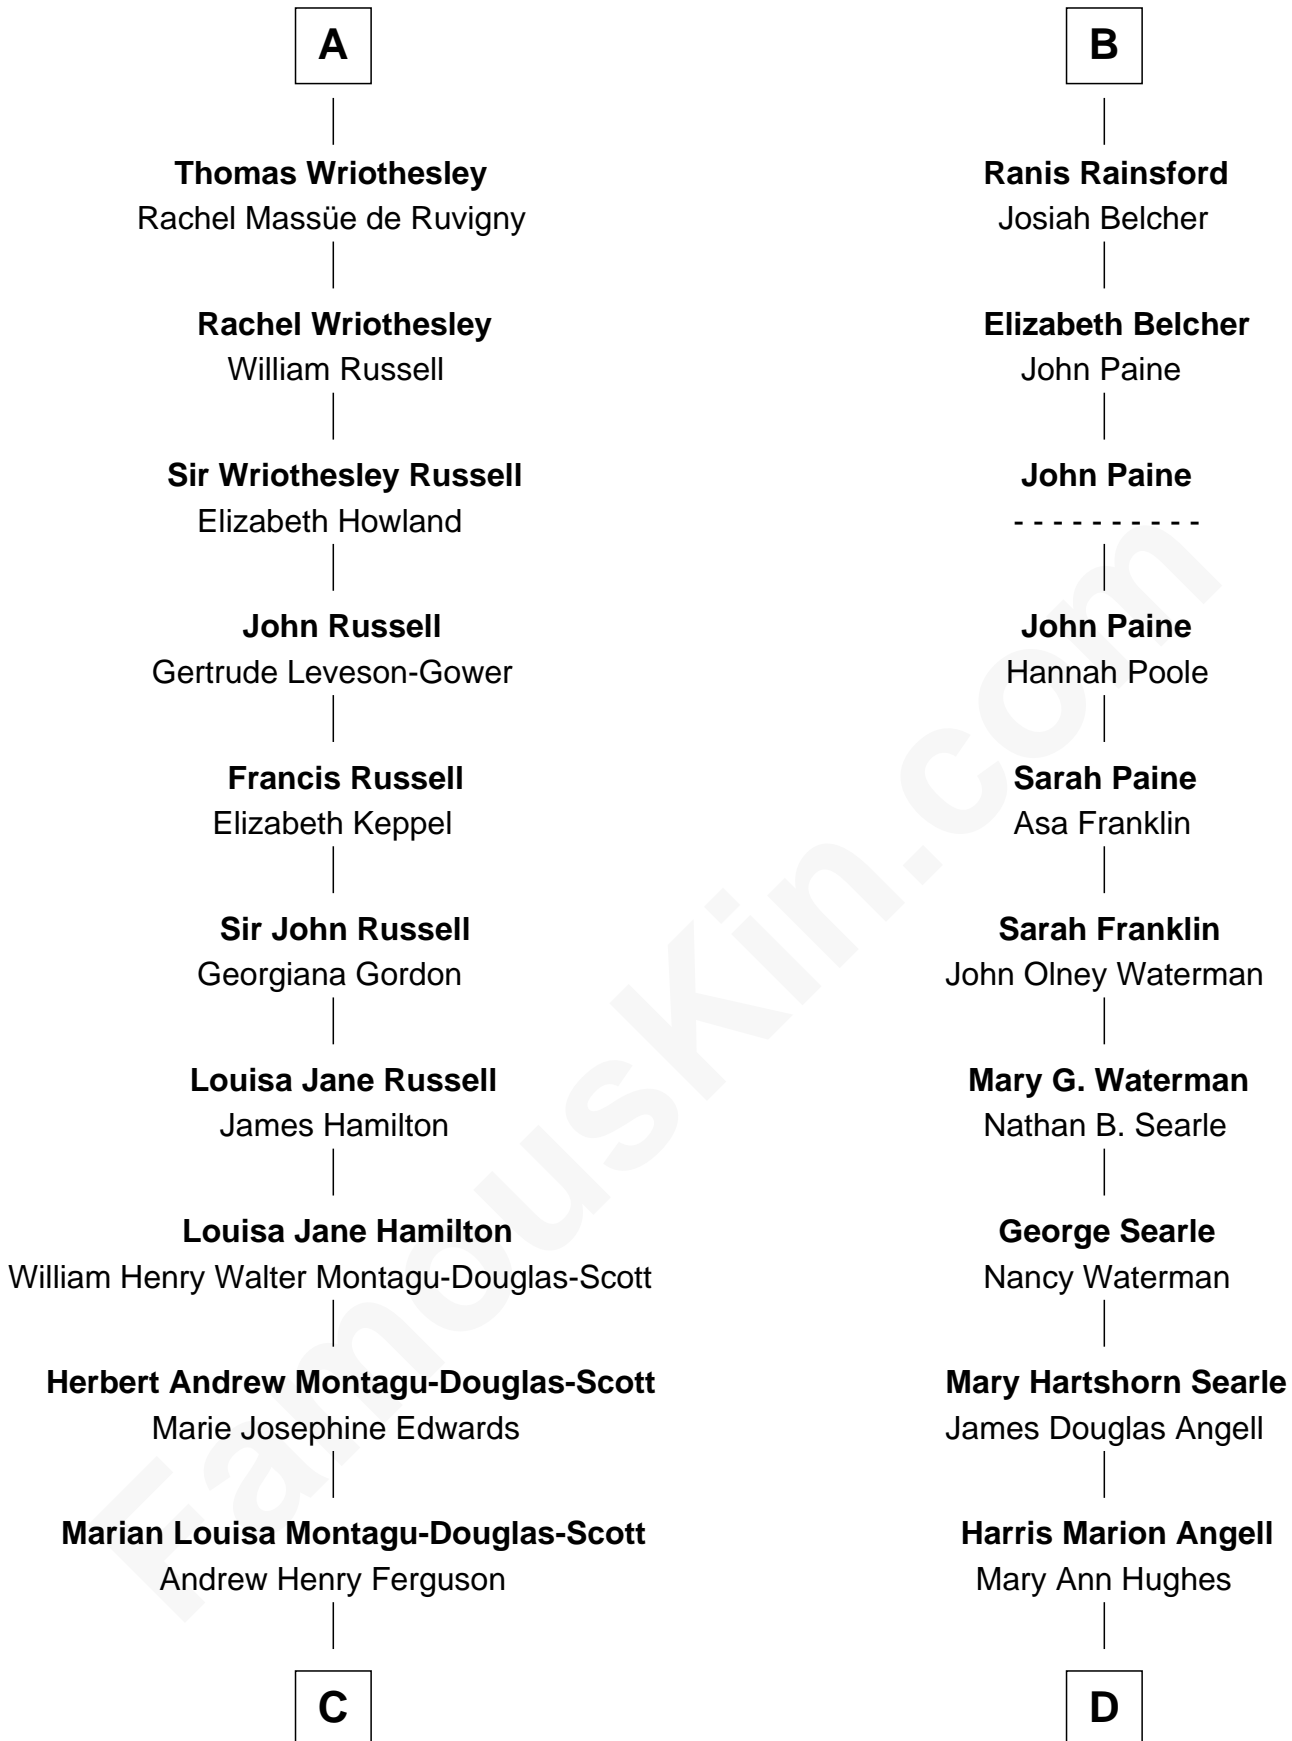 A
Thomas Wriothesley
Rachel Massüe de Ruvigny
Rachel Wriothesley
William Russell
Sir Wriothesley Russell
Elizabeth Howland
John Russell
Gertrude Leveson-Gower
Francis Russell
Elizabeth Keppel
Sir John Russell
Georgiana Gordon
Louisa Jane Russell
James Hamilton
Louisa Jane Hamilton
William Henry Walter Montagu-Douglas-Scott
Herbert Andrew Montagu-Douglas-Scott
Marie Josephine Edwards
Marian Louisa Montagu-Douglas-Scott
Andrew Henry Ferguson
C
B
Ranis Rainsford
Josiah Belcher
Elizabeth Belcher
John Paine
John Paine
- - - - - - - - - -
John Paine
Hannah Poole
Sarah Paine
Asa Franklin
Sarah Franklin
John Olney Waterman
Mary G. Waterman
Nathan B. Searle
George Searle
Nancy Waterman
Mary Hartshorn Searle
James Douglas Angell
Harris Marion Angell
Mary Ann Hughes
D
FamousKin.com